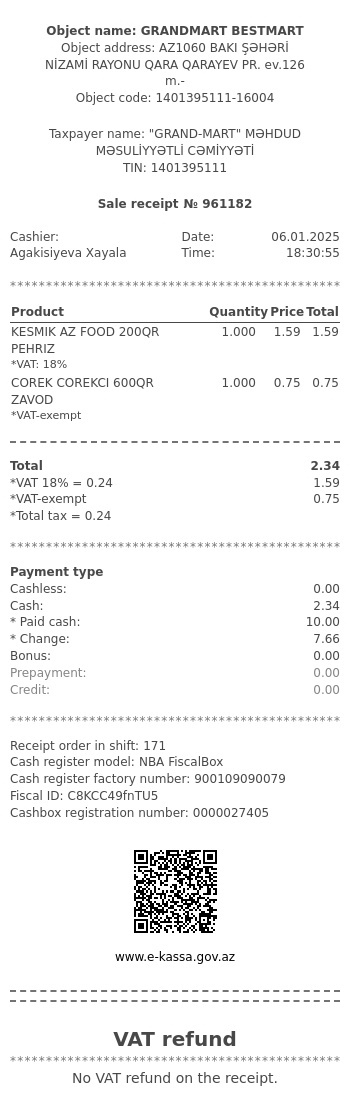 Object name: GRANDMART BESTMART
Object address: AZ1060 BAKI ŞƏHƏRİ
NİZAMİ RAYONU QARA QARAYEV PR. ev.126
m.-
Object code: 1401395111-16004
Taxpayer name: "GRAND-MART" MƏHDUD
MƏSULİYYƏTLİ CƏMİYYƏTİ
TIN: 1401395111
Sale receipt № 961182
Cashier: Date: 06.01.2025
Agakisiyeva Xayala Time: 18:30:55
********************************************
Product Quantity Price Total
KESMIK AZ FOOD 200QR 1.000 1.59 1.59
PEHRIZ
*VAT: 18%
COREK COREKCI 600QR 1.000 0.75 0.75
ZAVOD
*VAT-exempt
Total 2.34
*VAT 18% = 0.24 1.59
*VAT-exempt 0.75
*Total tax = 0.24
********************************************
Payment type
Cashless: 0.00
Cash: 2.34
* Paid cash: 10.00
* Change: 7.66
Bonus: 0.00
Prepayment: 0.00
Credit: 0.00
********************************************
Receipt order in shift: 171
Cash register model: NBA FiscalBox
Cash register factory number: 900109090079
Fiscal ID: C8KCC49fnTU5
Cashbox registration number: 0000027405
www.e-kassa.gov.az
VAT refund
********************************************
No VAT refund on the receipt.